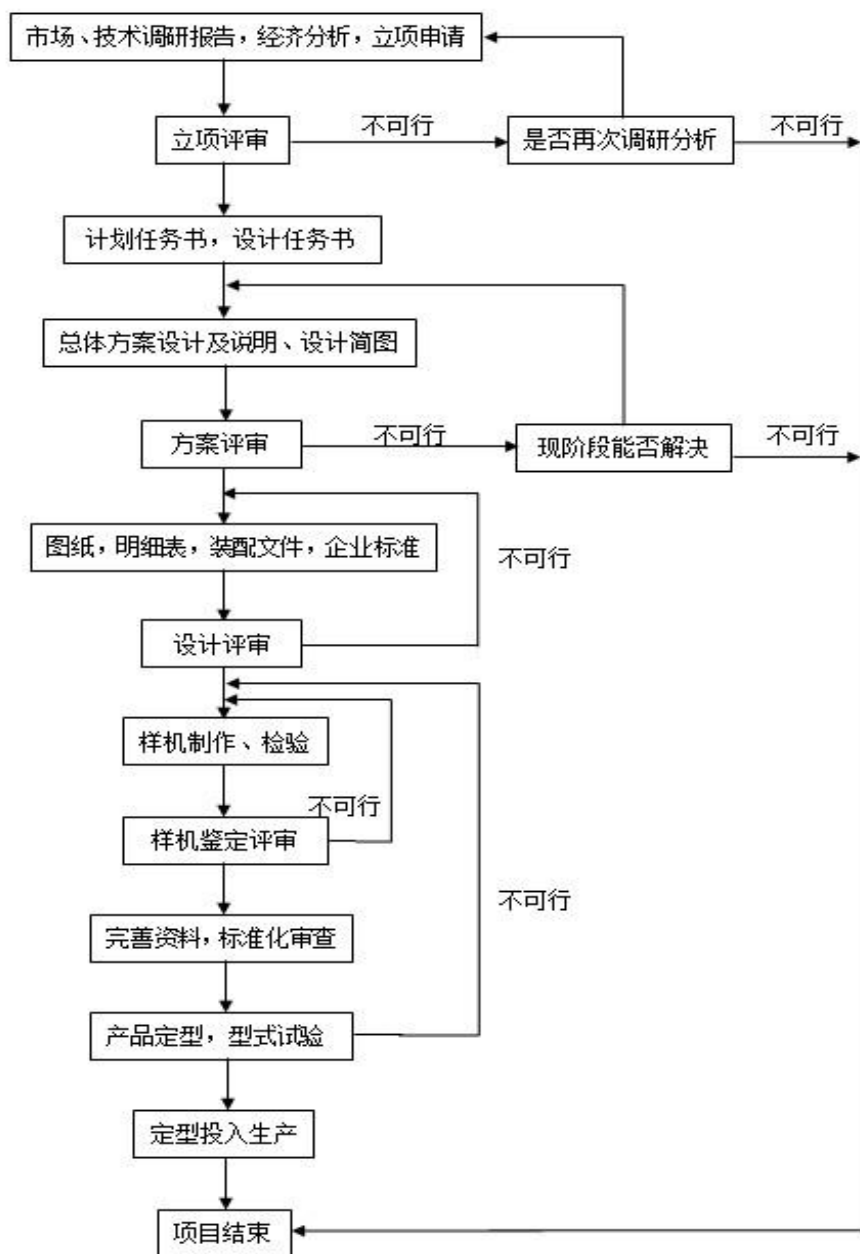 市场、技术调研报告，经济分析，立项申请
立项评审
不可行
是否再次调研分析
不可行
计划任务书，设计任务书
总体方案设计及说明、设计简图
方案评审
不可行
现阶段能否解决
不可行
图纸，明细表，装配文件，企业标准
不可行
设计评审
样机制作、检验
不可行
样机鉴定评审
不可行
完善资料，标准化审查
产品定型，型式试验
定型投入生产
项目结束